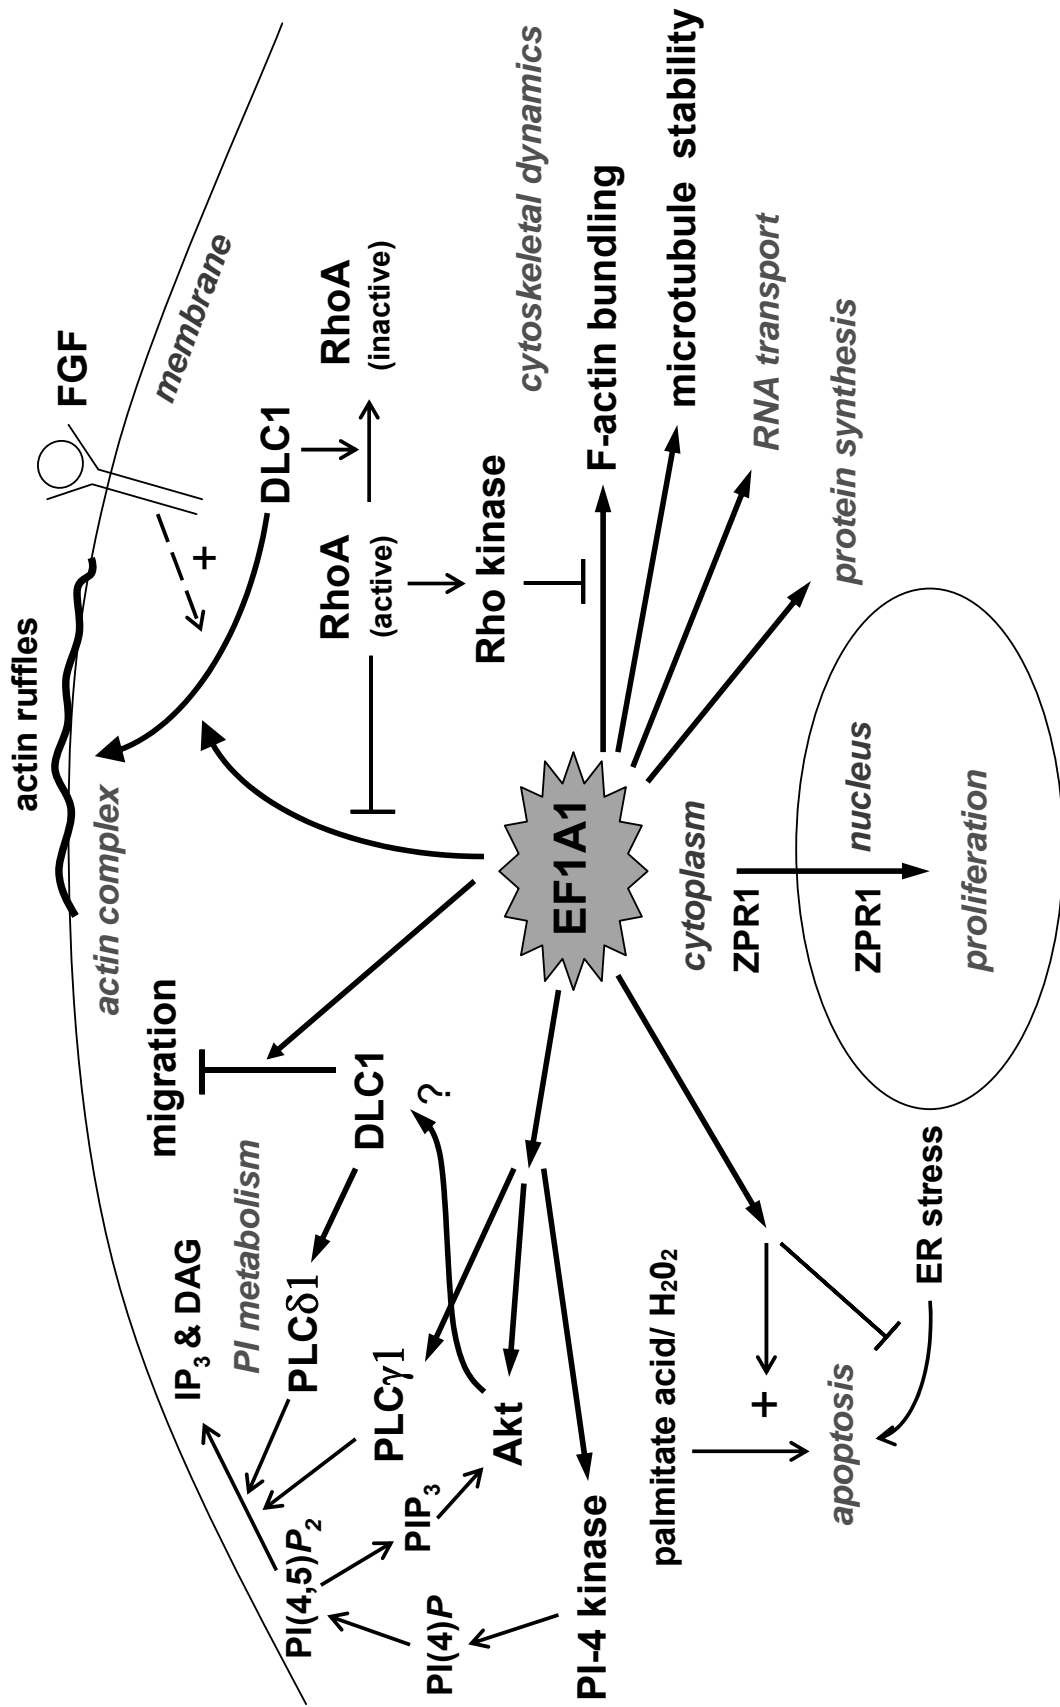 actin ruffles
FGF
actin complex
membrane
migration
+
IP3 & DAG
PI metabolism
DLC1
PLCδ1
PI(4,5)P2
DLC1
RhoA
(active)
RhoA
(inactive)
PLCγ1
?
PIP3
PI(4)P
Akt
Rho kinase
cytoskeletal dynamics
EF1A1
F-actin bundling
PI-4 kinase
microtubule stability
palmitate acid/ H2O2
cytoplasm
ZPR1
RNA transport
+
protein synthesis
apoptosis
nucleus
ZPR1
ER stress
proliferation